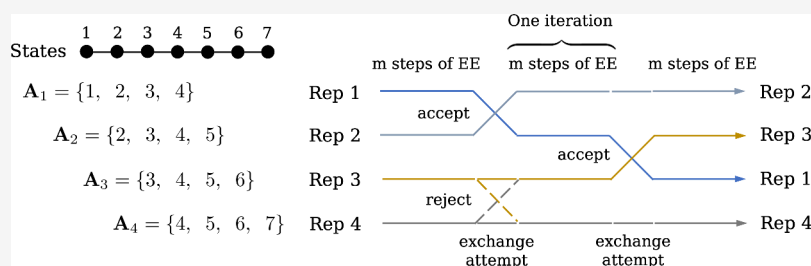 One iteration
1 2 3 4 5 6 7
States
m steps of EE m steps of EE m steps of EE
A₁ = {1, 2, 3, 4}
Rep 1 Rep 2
accept
A₂ = {2, 3, 4, 5}
Rep 2 Rep 3
accept
A₃ = {3, 4, 5, 6}
Rep 3 Rep 1
reject
A₄ = {4, 5, 6, 7}
Rep 4 Rep 4
exchange exchange
attempt attempt